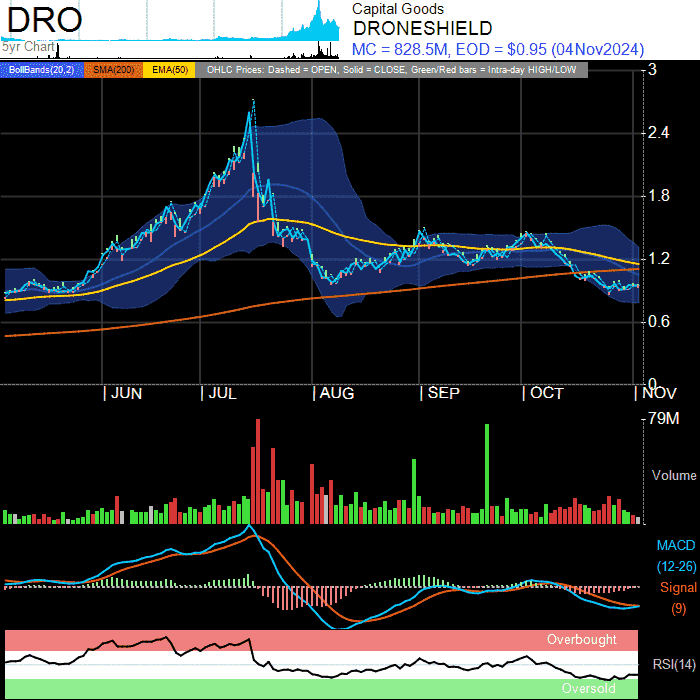 DRO
Capital Goods
DRONESHIELD
MC = 828.5M, EOD = $0.95 (04Nov2024)
5yr Chart
BollBands(20,2) SMA(200) EMA(50) OHLC Prices: Dashed = OPEN, Solid = CLOSE, Green/Red bars = Intra-day HIGH/LOW
3
2.4
1.8
1.2
0.6
0
JUN JUL AUG SEP OCT NOV
79M
Volume
MACD
(12-26)
Signal
(9)
Overbought
RSI(14)
Oversold